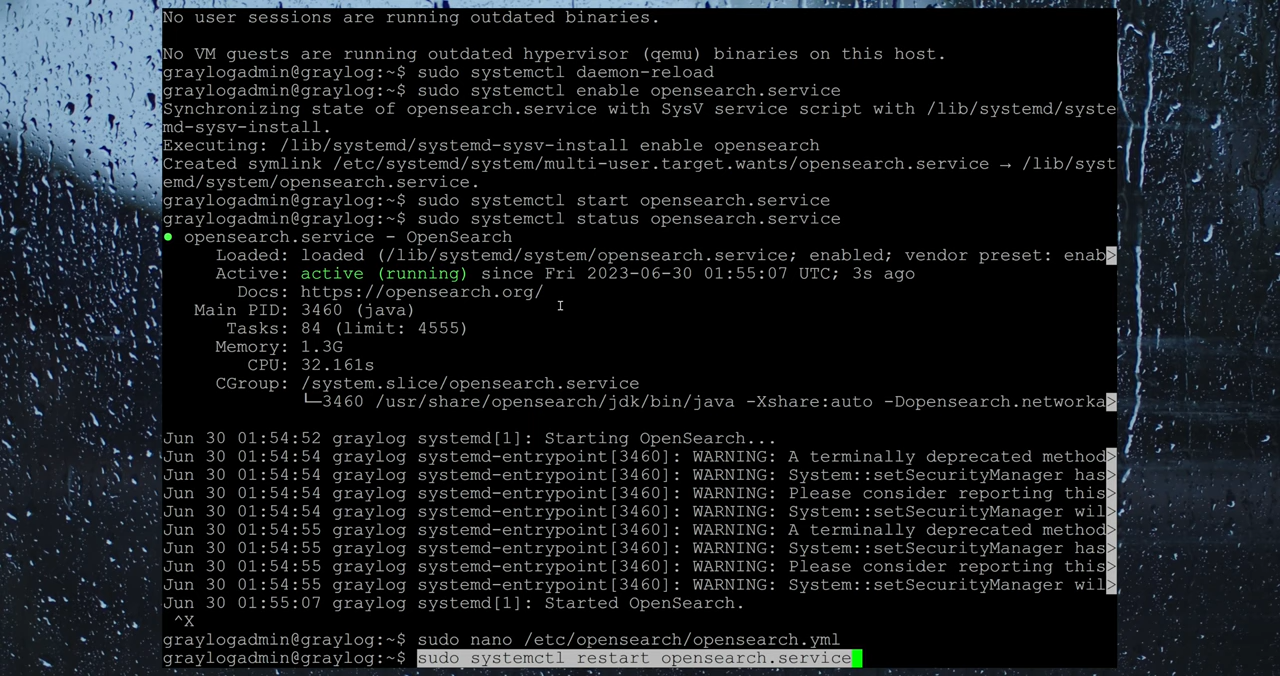 No user sessions are running outdated binaries.
No VM guests are running outdated hypervisor (qemu) binaries on this host.
graylogadmin@graylog:~$ sudo systemctl daemon-reload
graylogadmin@graylog:~$ sudo systemctl enable opensearch.service
Synchronizing state of opensearch.service with SysV service script with /lib/systemd/syste
md-sysv-install.
Executing: /lib/systemd/systemd-sysv-install enable opensearch
Created symlink /etc/systemd/system/multi-user.target.wants/opensearch.service → /lib/syst
emd/system/opensearch.service.
graylogadmin@graylog:~$ sudo systemctl start opensearch.service
graylogadmin@graylog:~$ sudo systemctl status opensearch.service
● opensearch.service - OpenSearch
Loaded: loaded (/lib/systemd/system/opensearch.service; enabled; vendor preset: enab>
Active: active (running) since Fri 2023-06-30 01:55:07 UTC; 3s ago
Docs: https://opensearch.org/
Main PID: 3460 (java)
Tasks: 84 (limit: 4555)
Memory: 1.3G
CPU: 32.161s
CGroup: /system.slice/opensearch.service
└─3460 /usr/share/opensearch/jdk/bin/java -Xshare:auto -Dopensearch.networka>
Jun 30 01:54:52 graylog systemd[1]: Starting OpenSearch...
Jun 30 01:54:54 graylog systemd-entrypoint[3460]: WARNING: A terminally deprecated method>
Jun 30 01:54:54 graylog systemd-entrypoint[3460]: WARNING: System::setSecurityManager has>
Jun 30 01:54:54 graylog systemd-entrypoint[3460]: WARNING: Please consider reporting this>
Jun 30 01:54:54 graylog systemd-entrypoint[3460]: WARNING: System::setSecurityManager wil>
Jun 30 01:54:55 graylog systemd-entrypoint[3460]: WARNING: A terminally deprecated method>
Jun 30 01:54:55 graylog systemd-entrypoint[3460]: WARNING: System::setSecurityManager has>
Jun 30 01:54:55 graylog systemd-entrypoint[3460]: WARNING: Please consider reporting this>
Jun 30 01:54:55 graylog systemd-entrypoint[3460]: WARNING: System::setSecurityManager wil>
Jun 30 01:55:07 graylog systemd[1]: Started OpenSearch.
^X
graylogadmin@graylog:~$ sudo nano /etc/opensearch/opensearch.yml
graylogadmin@graylog:~$ sudo systemctl restart opensearch.service